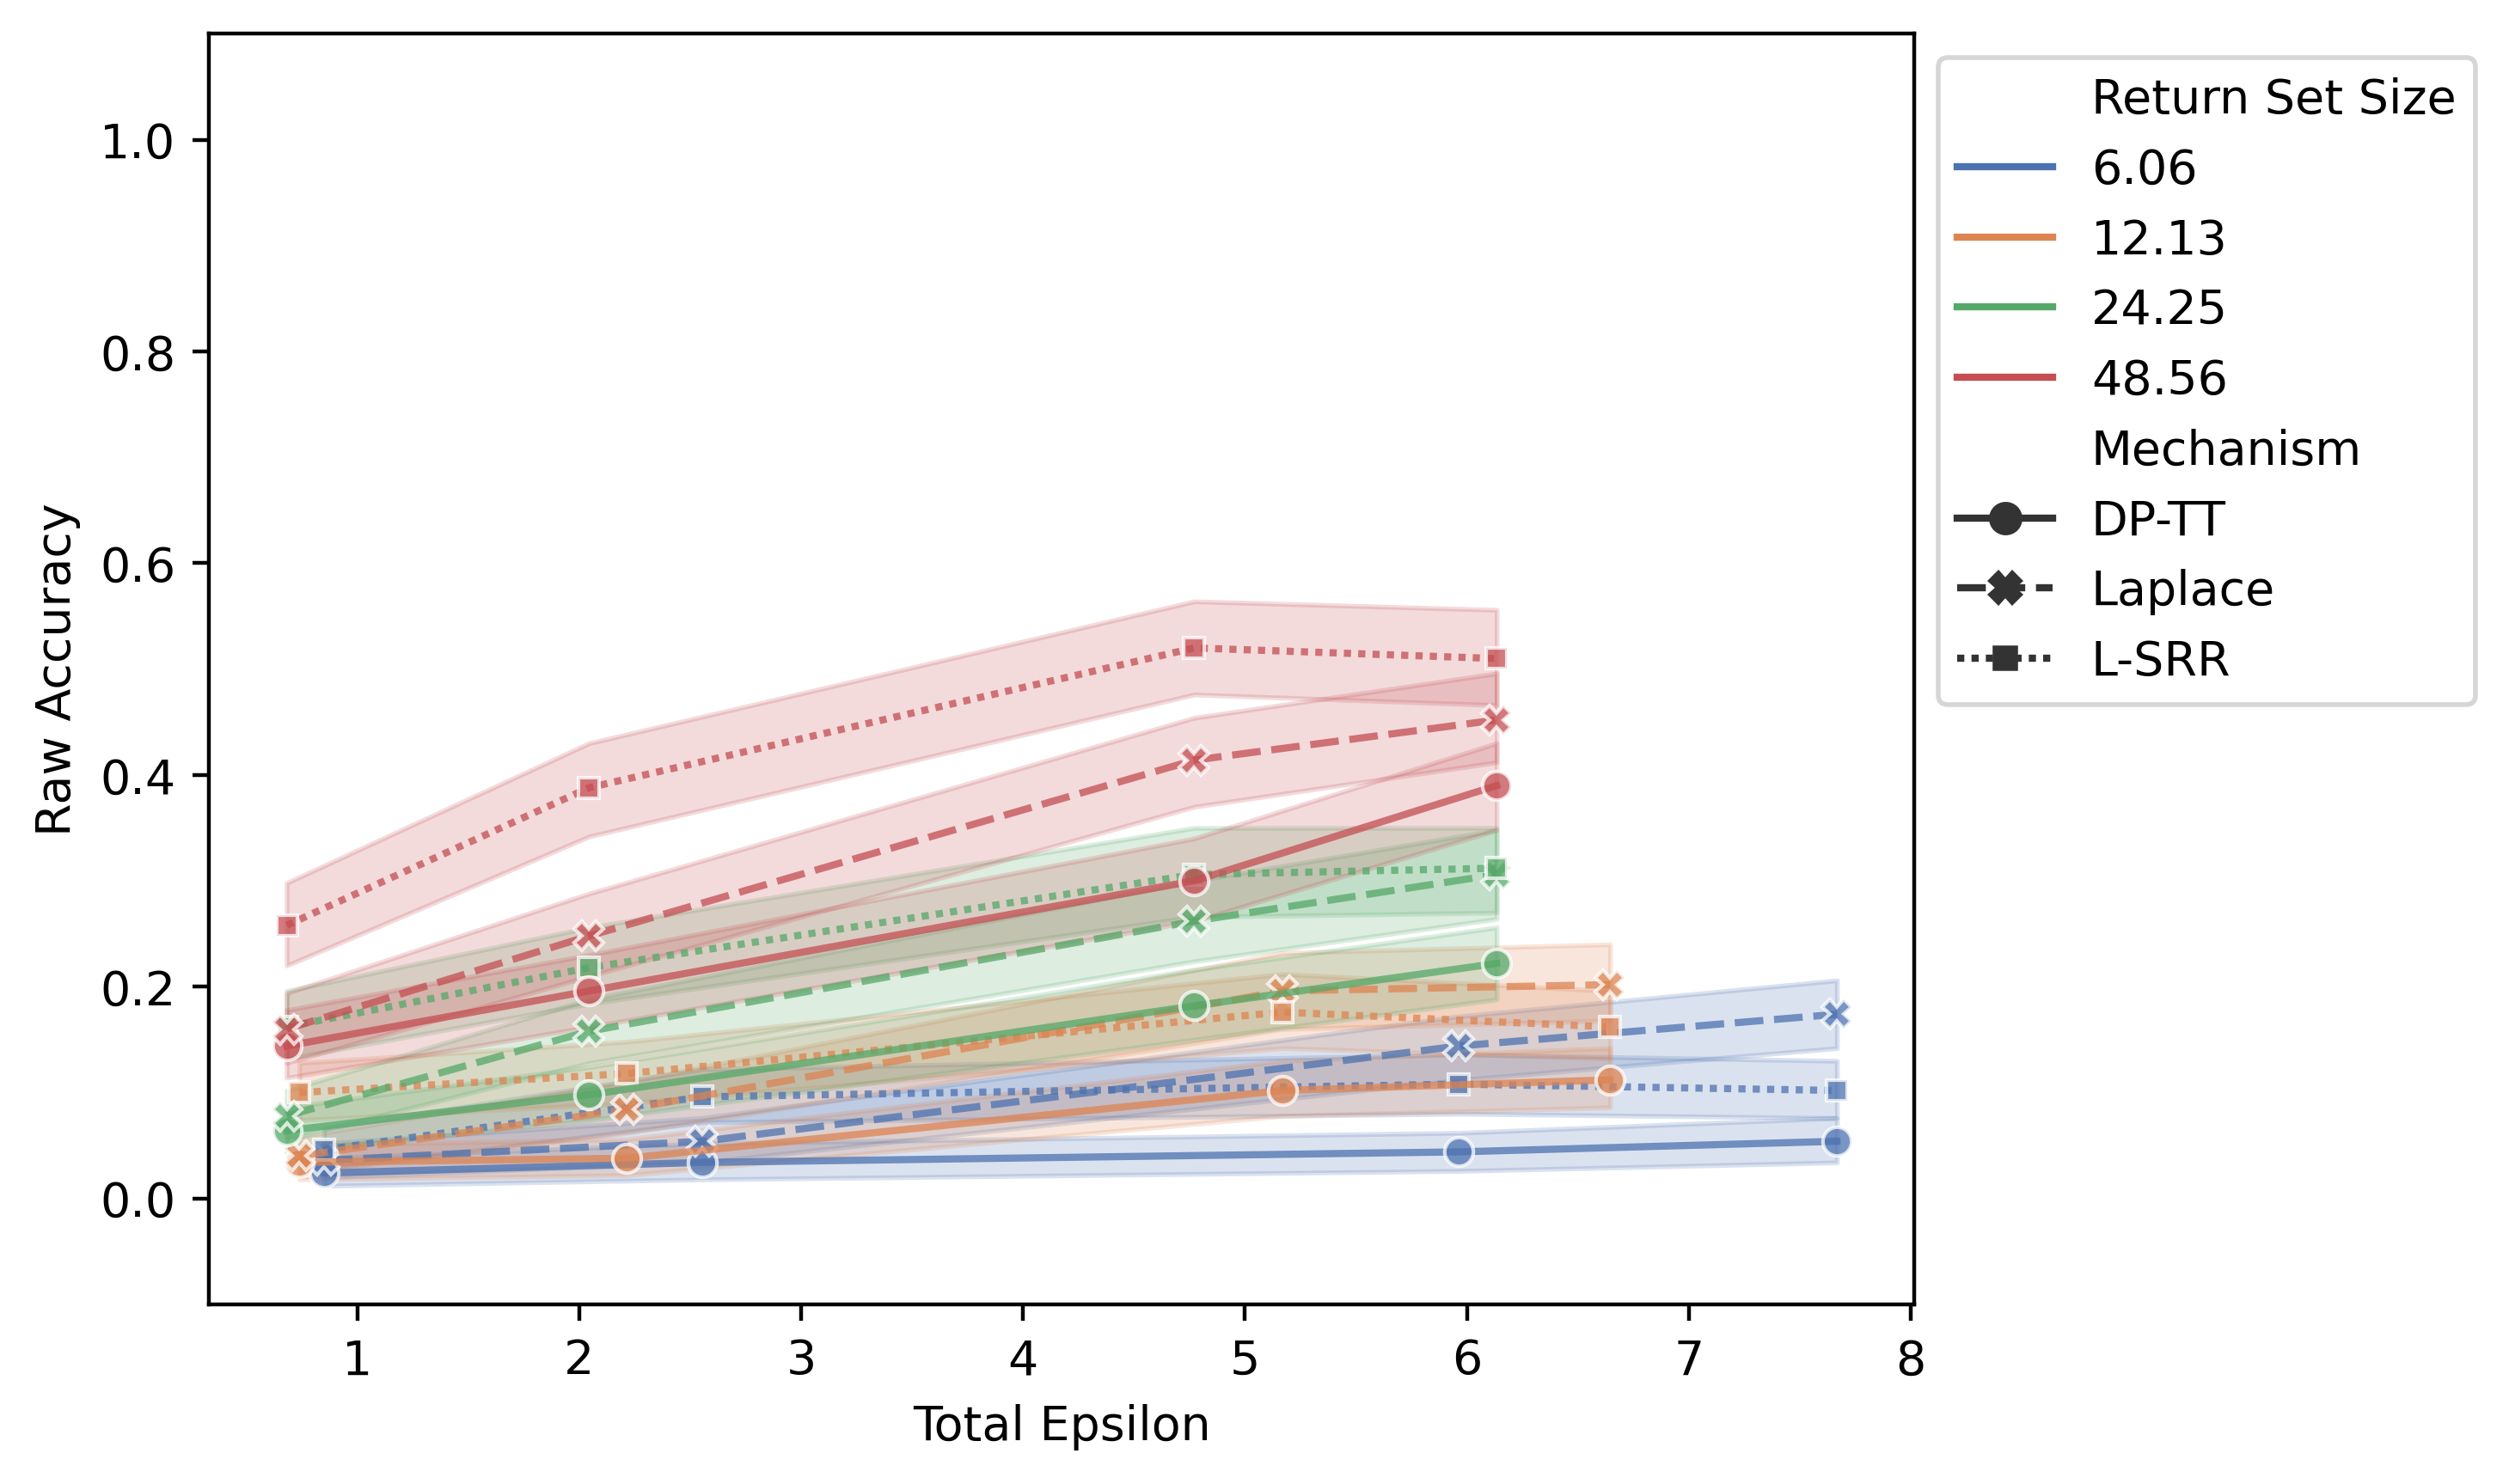 Raw Accuracy
1.0
0.8
0.6
0.4
0.2
0.0
1 2 3 4 5 6 7 8
Total Epsilon
Return Set Size
6.06
12.13
24.25
48.56
Mechanism
DP-TT
Laplace
L-SRR